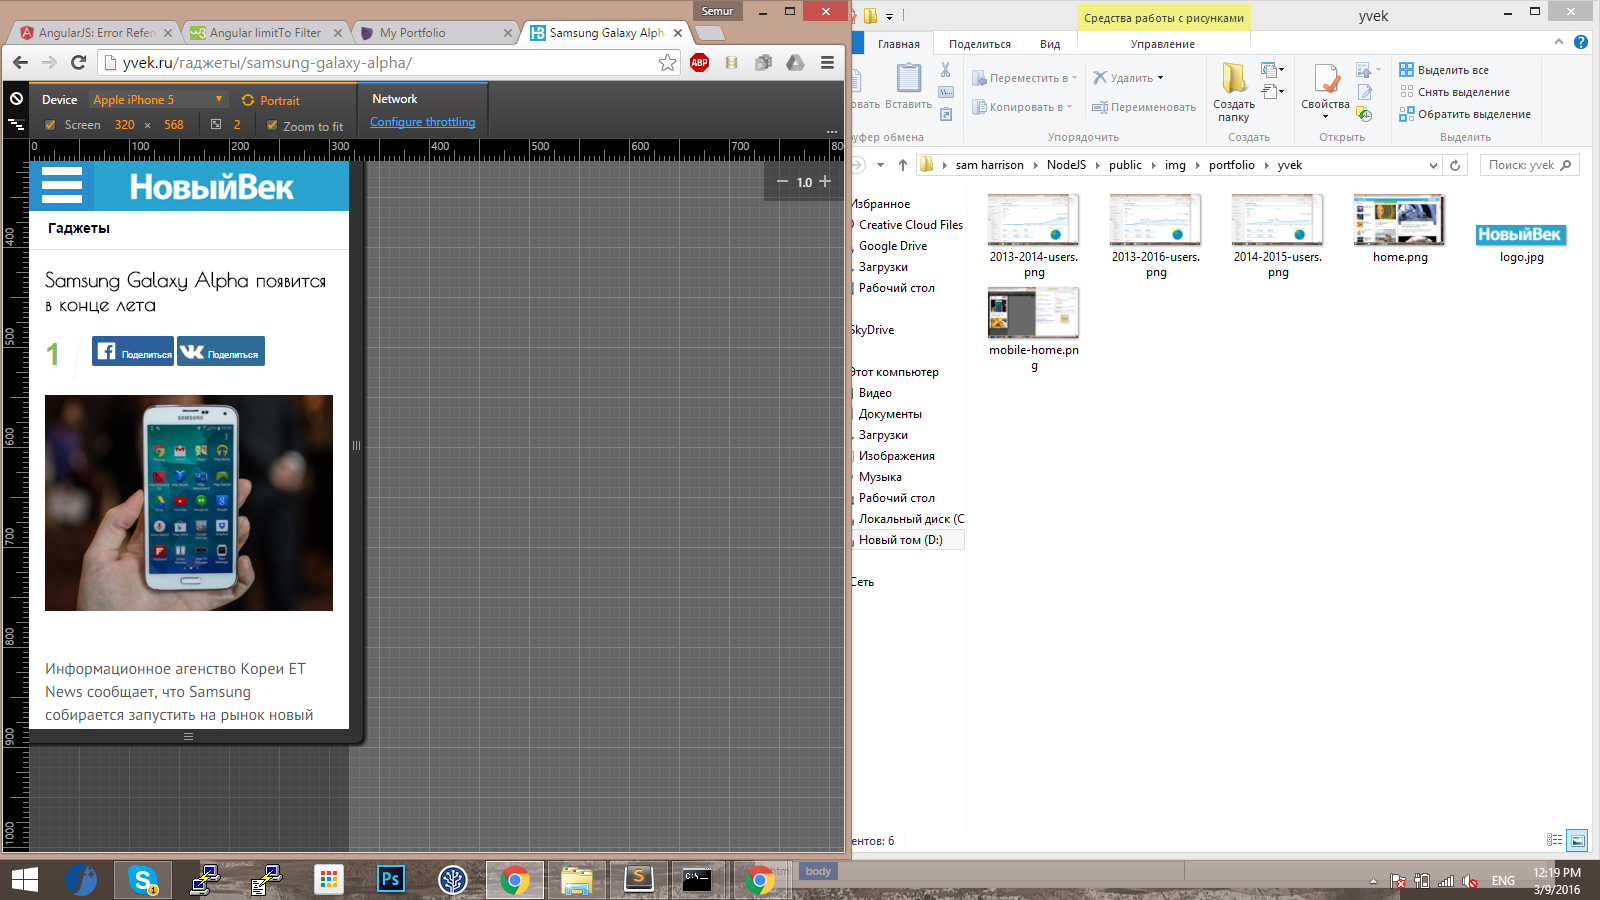 Semur
AngularJS: Error Refer
Angular limitTo Filter
My Portfolio
Samsung Galaxy Alph
yvek.ru/гаджеты/samsung-galaxy-alpha/
ABP
Device
Apple iPhone 5
Portrait
Network
Screen
320 × 568
2
Zoom to fit
Configure throttling
...
0 100 200 300 400 500 600 700 80
400
500
600
700
800
900
1000
1.0
НовыйВек
Гаджеты
Samsung Galaxy Alpha появится
в конце лета
1
Поделиться
Поделиться
SAMSUNG
Информационное агенство Кореи ET
News сообщает, что Samsung
собирается запустить на рынок новый
Средства работы с рисунками
yvek
Главная
Поделиться
Вид
Управление
овать
Вставить
Переместить в
Копировать в
Удалить
Переименовать
Создать
папку
Свойства
Выделить все
Снять выделение
Обратить выделение
уфер обмена
Упорядочить
Создать
Открыть
Выделить
sam harrison
NodeJS
public
img
portfolio
yvek
Поиск: yvek
Избранное
Creative Cloud Files
Google Drive
Загрузки
Рабочий стол
SkyDrive
Этот компьютер
Видео
Документы
Загрузки
Изображения
Музыка
Рабочий стол
Локальный диск (C
Новый том (D:)
Сеть
2013-2014-users.
png
2013-2016-users.
png
2014-2015-users.
png
home.png
НовыйВек
logo.jpg
mobile-home.pn
g
ентов: 6
1
Ps
C:\
body
ENG
12:19 PM
3/9/2016